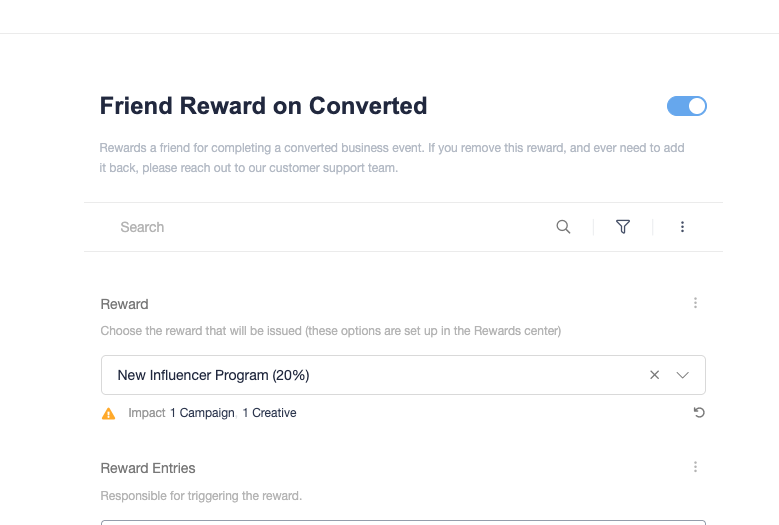 Friend Reward on Converted
Rewards a friend for completing a converted business event. If you remove this reward, and ever need to add
it back, please reach out to our customer support team.
Search
Reward
Choose the reward that will be issued (these options are set up in the Rewards center)
New Influencer Program (20%)
Impact 1 Campaign, 1 Creative
Reward Entries
Responsible for triggering the reward.